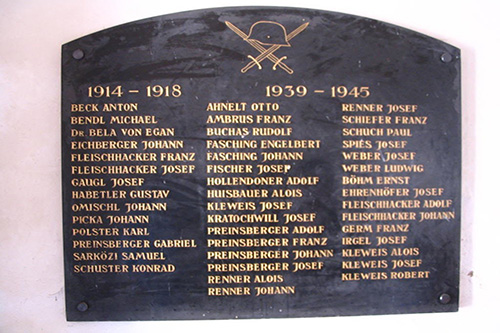 1914 – 1918
BECK ANTON
BENDL MICHAEL
DR. BELA VON EGAN
EICHBERGER JOHANN
FLEISCHHACKER FRANZ
FLEISCHHACKER JOSEF
GAUGL JOSEF
HABETLER GUSTAV
OMISCHL JOHANN
PICKA JOHANN
POLSTER KARL
PREINSBERGER GABRIEL
SARKÖZI SAMUEL
SCHUSTER KONRAD
1939 – 1945
AHNELT OTTO
AMBRUS FRANZ
BUCHAS RUDOLF
FASCHING ENGELBERT
FASCHING JOHANN
FISCHER JOSEF
HOLLENDONER ADOLF
HUISBAUER ALOIS
KLEWEIS JOSEF
KRATOCHWILL JOSEF
PREINSBERGER ADOLF
PREINSBERGER FRANZ
PREINSBERGER JOHANN
PREINSBERGER JOSEF
RENNER ALOIS
RENNER JOHANN
RENNER JOSEF
SCHIEFER FRANZ
SCHUCH PAUL
SPIES JOSEF
WEBER JOSEF
WEBER LUDWIG
BÖHM ERNST
EHRENHÖFER JOSEF
FLEISCHHACKER ADOLF
FLEISCHHACKER JOHANN
GERM FRANZ
IRGEL JOSEF
KLEWEIS ALOIS
KLEWEIS JOSEF
KLEWEIS ROBERT